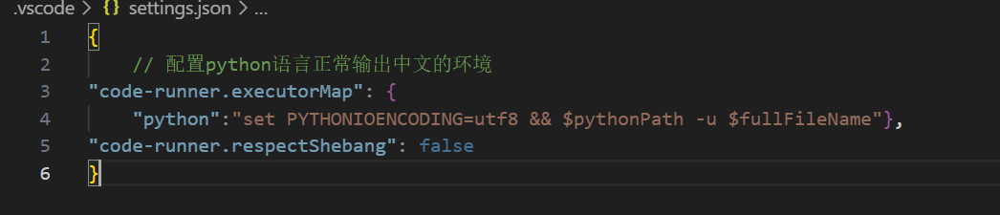 .vscode > {} settings.json > ...
1 {
2 // 配置python语言正常输出中文的环境
3 "code-runner.executorMap": {
4 "python":"set PYTHONIOENCODING=utf8 && $pythonPath -u $fullFileName"},
5 "code-runner.respectShebang": false
6 }